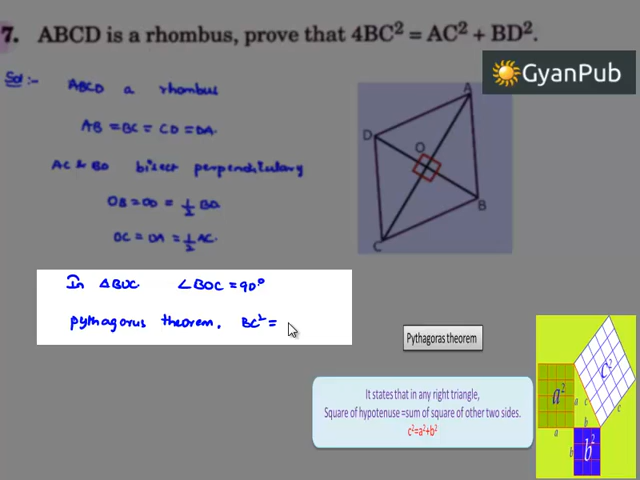 7. ABCD is a rhombus, prove that 4BC² = AC² + BD².
GyanPub
Sol :-
ABCD a rhombus
AB = BC = CD = DA
AC & BD bisect perpendicularly
OB = OD = 1/2 BD
OC = OA = 1/2 AC
A
D
O
B
C
In △BOC ∠BOC = 90°
pythagorus theorem, BC² =
Pythagoras theorem
It states that in any right triangle,
Square of hypotenuse =sum of square of other two sides.
c²=a²+b²
c²
a²
a
c
c
b
a
b
b²
b